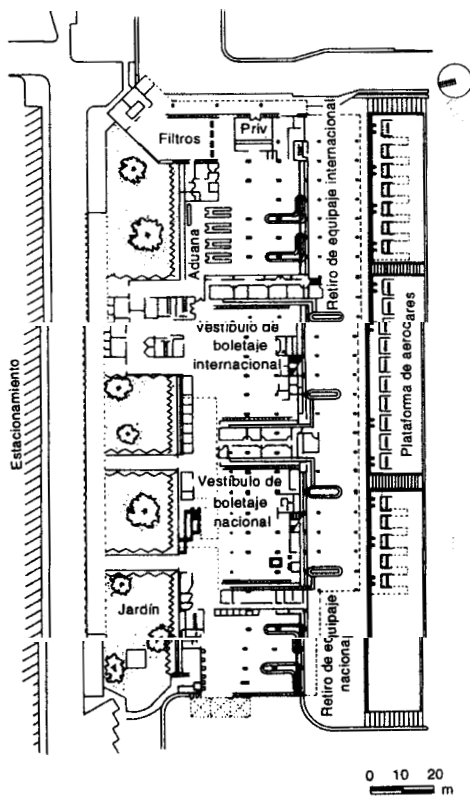 Filtros
Priv
Retiro de equipaje internacional
Aduana
Vestíbulo de
boletaje
internacional
Plataforma de aerocares
Estacionamiento
Vestíbulo de
boletaje
nacional
Jardín
Retiro de equipaje
nacional
0 10 20
m